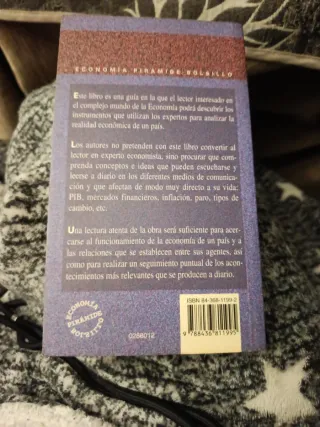 ECONOMÍA PIRÁMIDE BOLSILLO
Este libro es una guía en la que el lector interesado en
el complejo mundo de la Economía podrá descubrir los
instrumentos que utilizan los expertos para analizar la
realidad económica de un país.
Los autores no pretenden con este libro convertir al
lector en experto economista, sino procurar que com-
prenda conceptos e ideas que pueden escucharse y
leerse a diario en los diferentes medios de comunica-
ción y que afectan de modo muy directo a su vida:
PIB, mercados financieros, inflación, paro, tipos de
cambio, etc.
Una lectura atenta de la obra será suficiente para acer-
carse al funcionamiento de la economía de un país y a
las relaciones que se establecen entre sus agentes, así
como para realizar un seguimiento puntual de los acon-
tecimientos más relevantes que se producen a diario.
ISBN 84-368-1199-2
9 788436 811995
ECONOMÍA
PIRÁMIDE
BOLSILLO
0266012